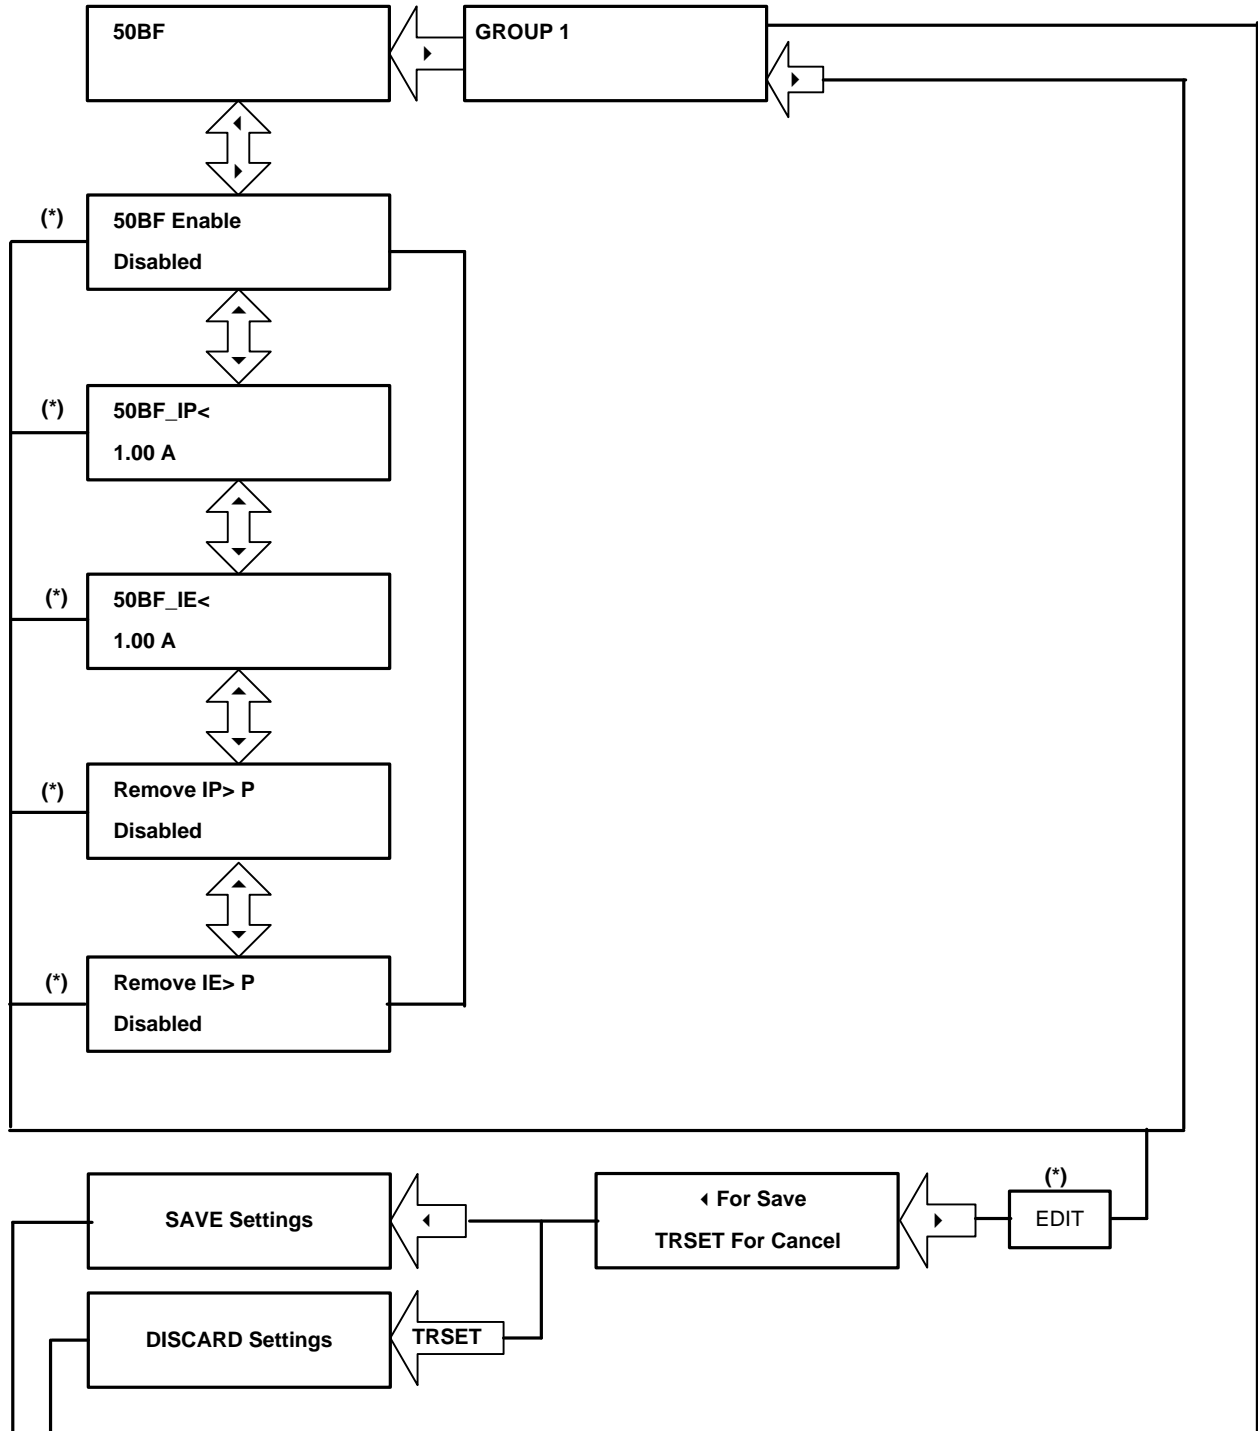 50BF
GROUP 1
(*)
50BF Enable
Disabled
(*)
50BF_IP<
1.00 A
(*)
50BF_IE<
1.00 A
(*)
Remove IP> P
Disabled
(*)
Remove IE> P
Disabled
SAVE Settings
For Save
TRSET For Cancel
(*)
EDIT
DISCARD Settings
TRSET